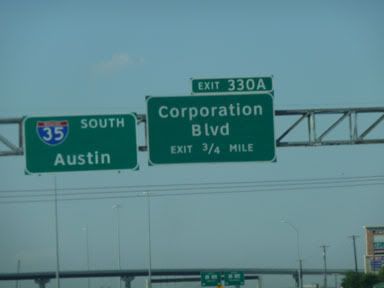 35 SOUTH
Austin
EXIT 330A
Corporation
Blvd
EXIT 3/4 MILE